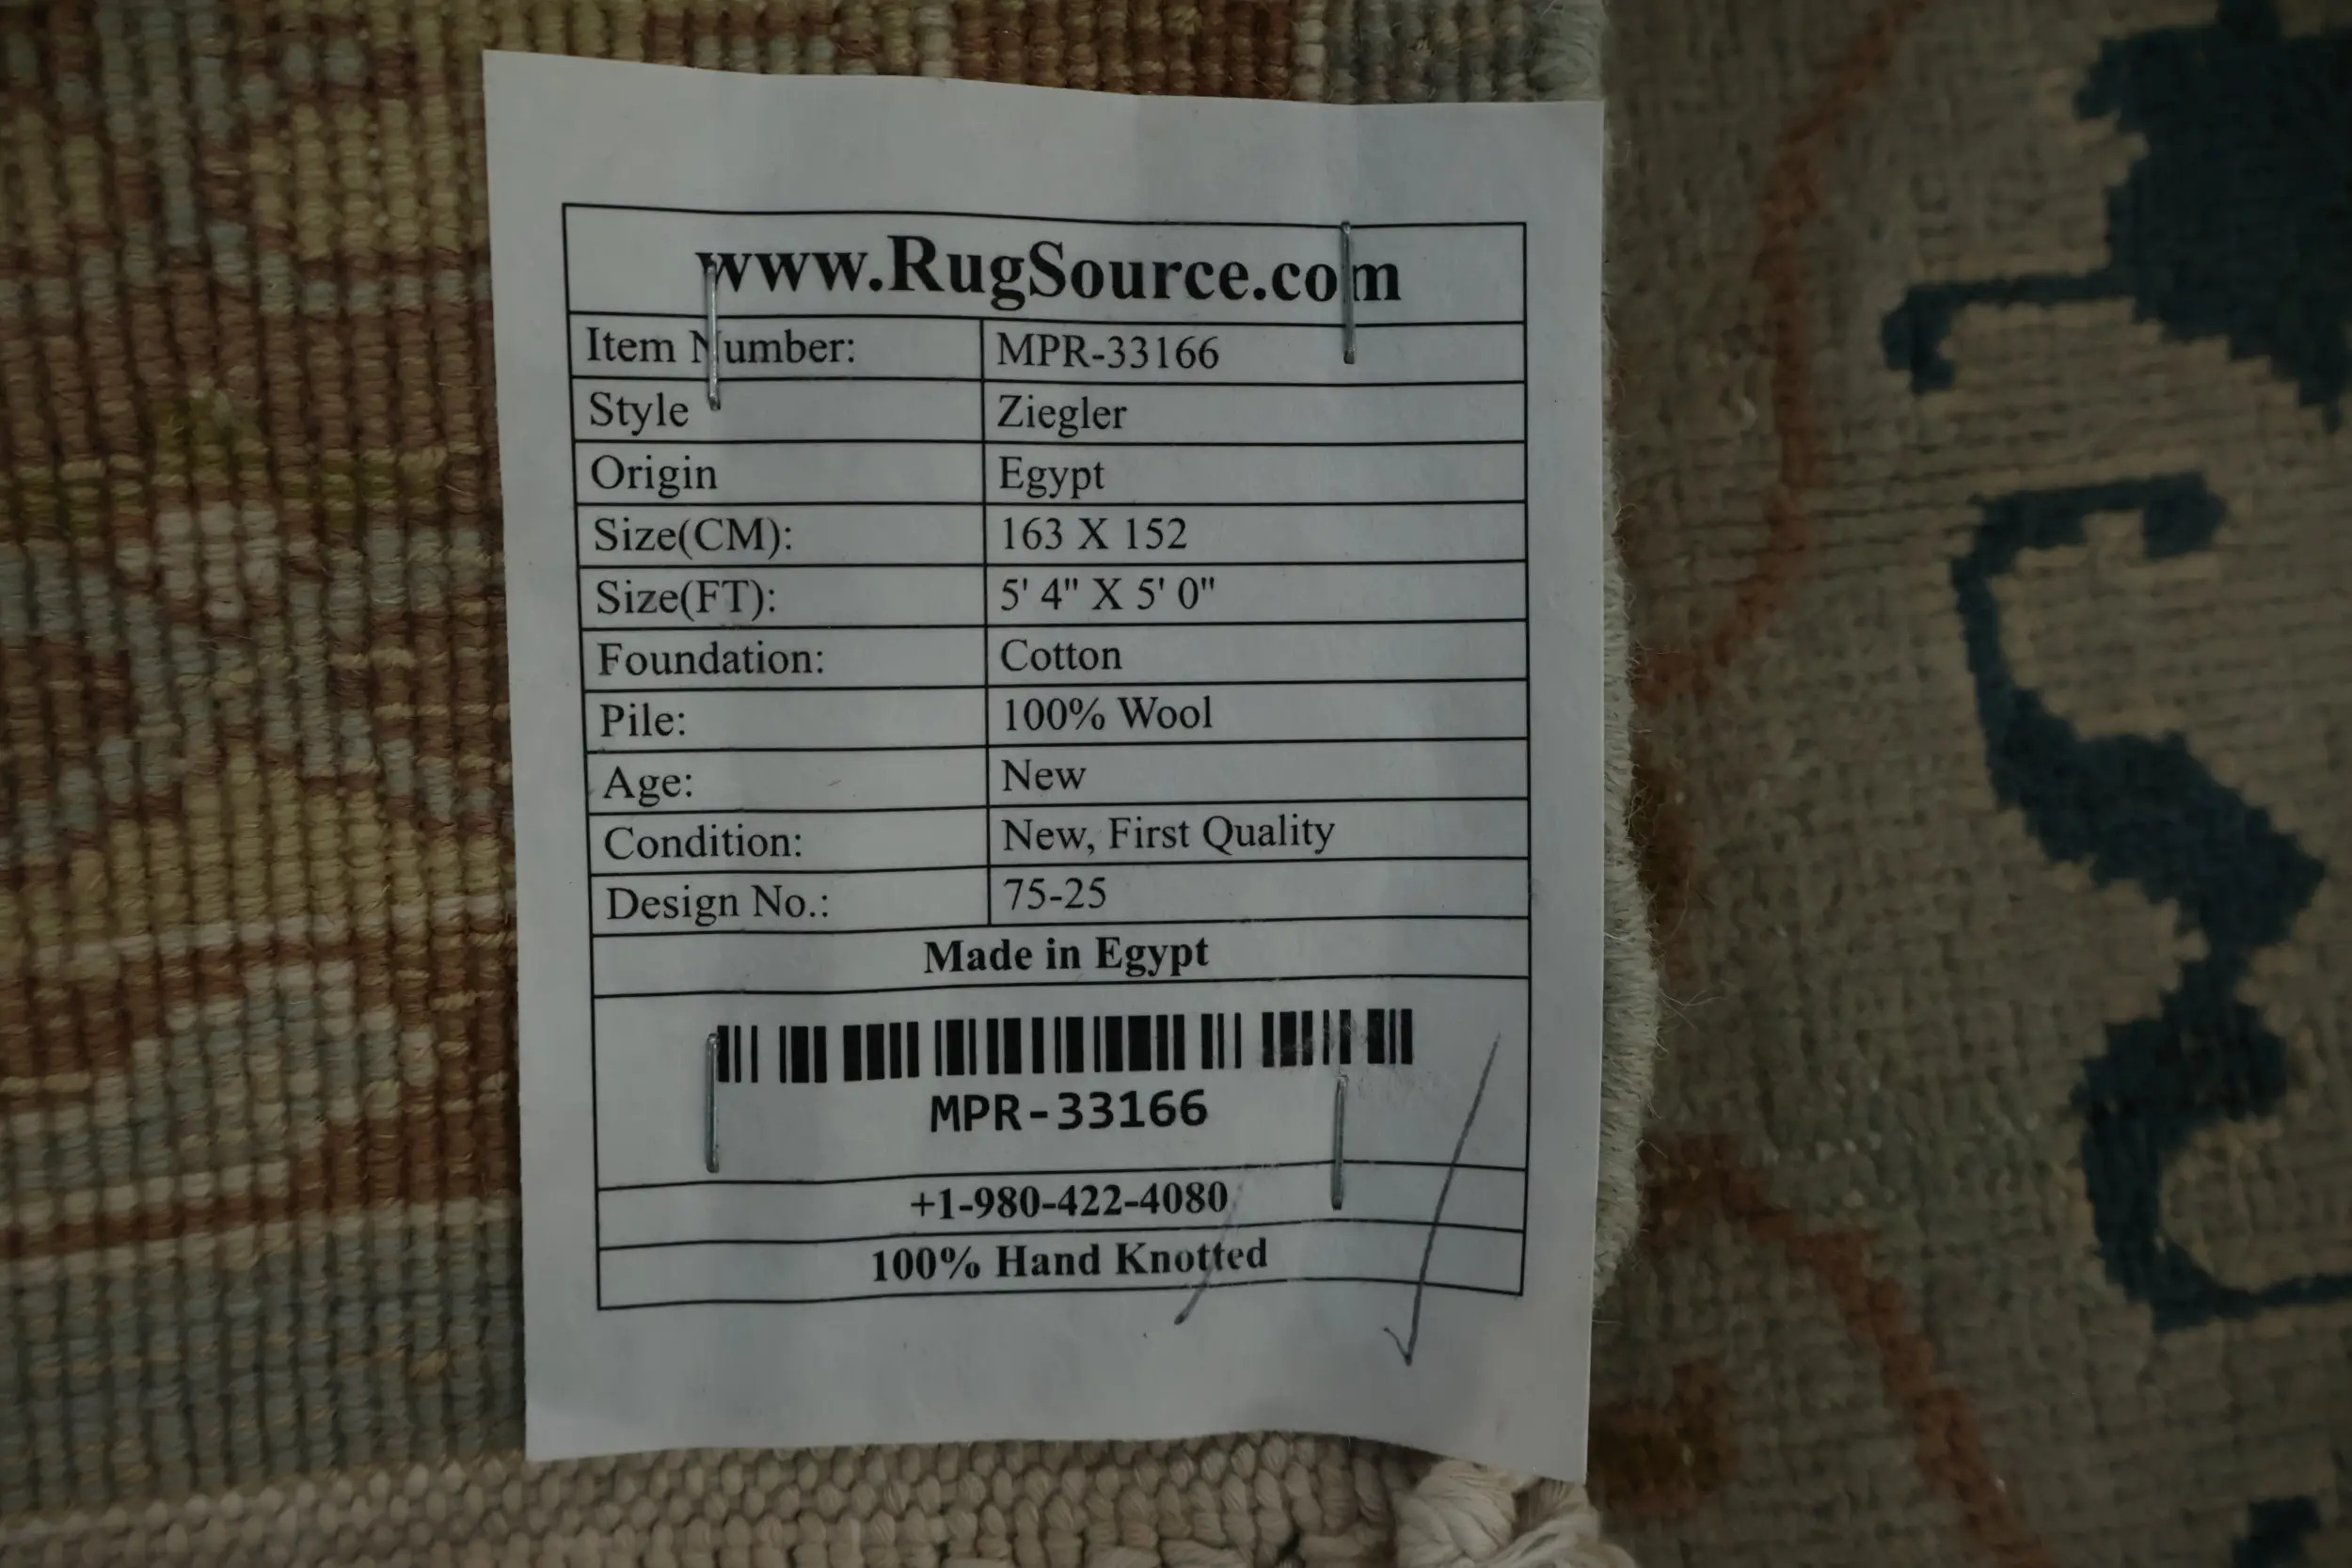 www.RugSource.com
Item Number: MPR-33166
Style Ziegler
Origin Egypt
Size(CM): 163 X 152
Size(FT): 5' 4" X 5' 0"
Foundation: Cotton
Pile: 100% Wool
Age: New
Condition: New, First Quality
Design No.: 75-25
Made in Egypt
MPR-33166
+1-980-422-4080
100% Hand Knotted